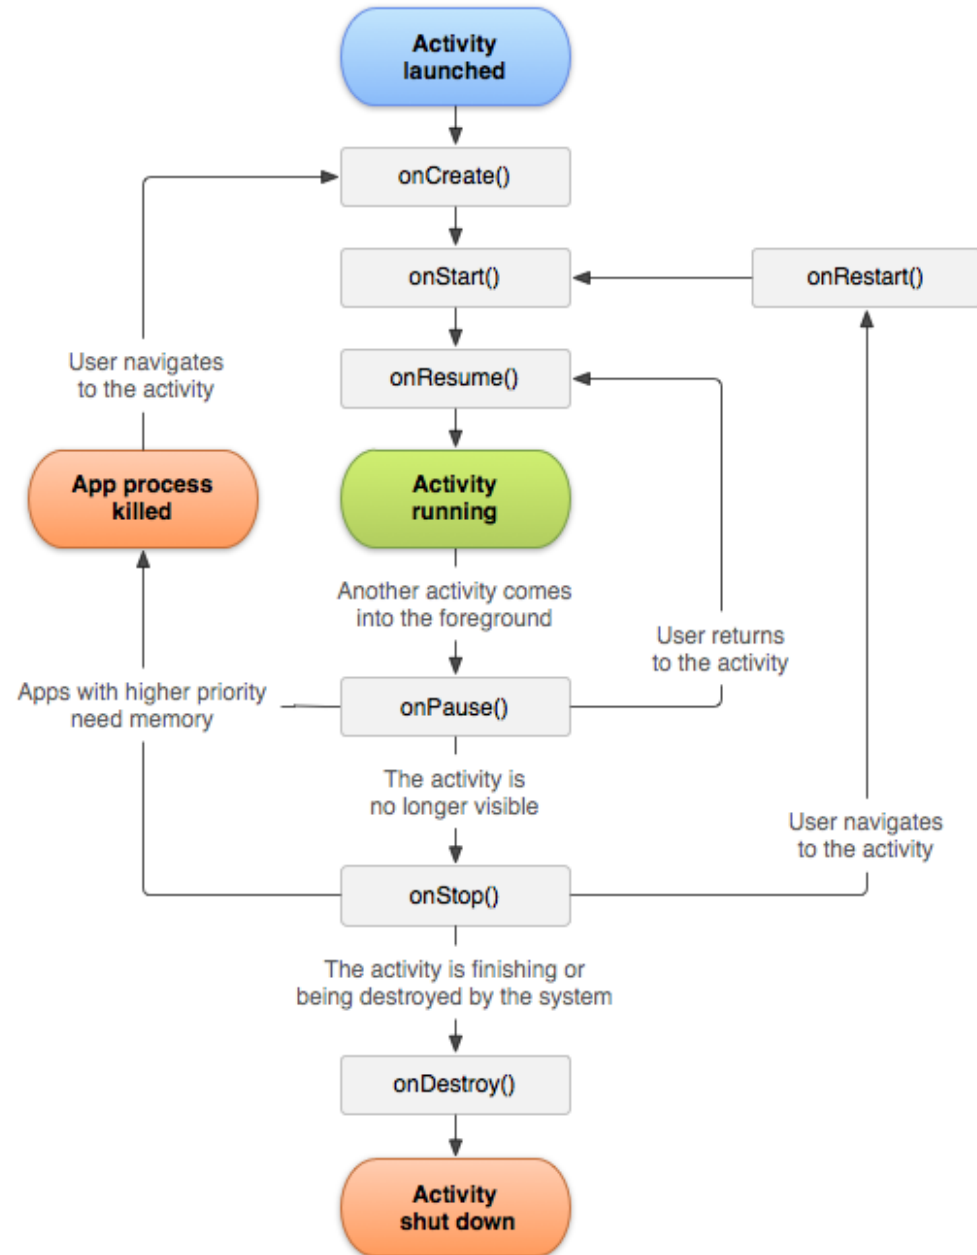 Activity
launched
onCreate()
onStart()
onRestart()
User navigates
to the activity
onResume()
App process
killed
Activity
running
Another activity comes
into the foreground
User returns
to the activity
Apps with higher priority
need memory
onPause()
The activity is
no longer visible
User navigates
to the activity
onStop()
The activity is finishing or
being destroyed by the system
onDestroy()
Activity
shut down